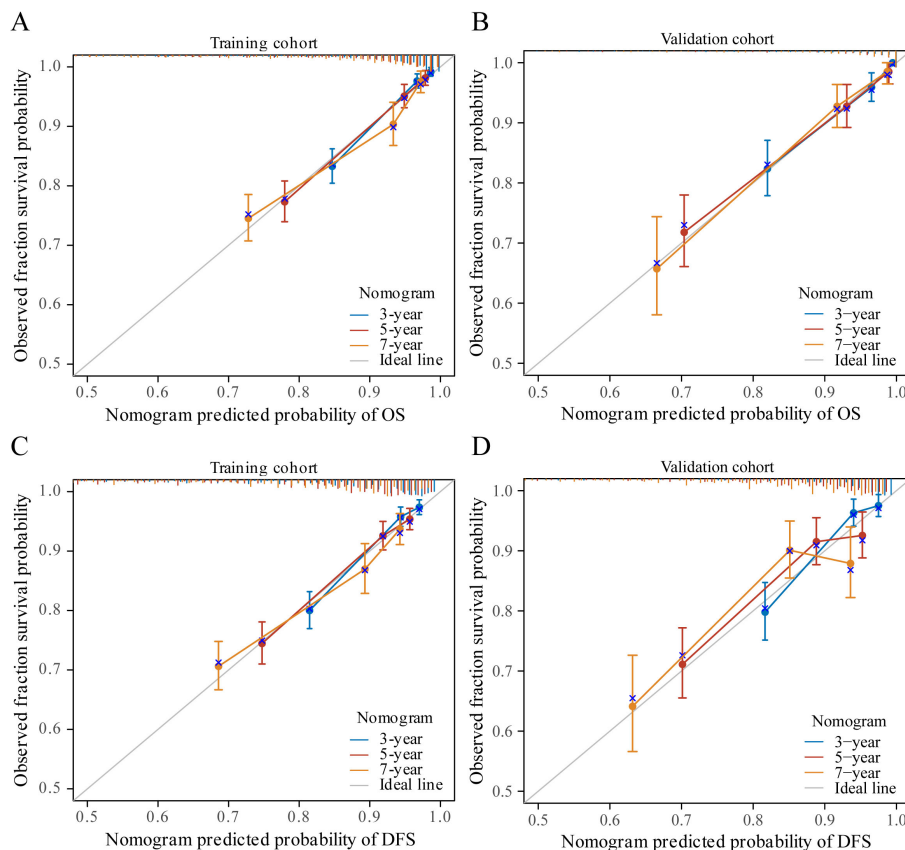 A
Training cohort
Observed fraction survival probability
1.0
0.9
0.8
0.7
0.6
0.5
Nomogram
3-year
5-year
7-year
Ideal line
0.5 0.6 0.7 0.8 0.9 1.0
Nomogram predicted probability of OS
B
Validation cohort
Observed fraction survival probability
1.0
0.9
0.8
0.7
0.6
0.5
Nomogram
3−year
5−year
7−year
Ideal line
0.5 0.6 0.7 0.8 0.9 1.0
Nomogram predicted probability of OS
C
Training cohort
Observed fraction survival probability
1.0
0.9
0.8
0.7
0.6
0.5
Nomogram
3-year
5-year
7-year
Ideal line
0.5 0.6 0.7 0.8 0.9 1.0
Nomogram predicted probability of DFS
D
Validation cohort
Observed fraction survival probability
1.0
0.9
0.8
0.7
0.6
0.5
Nomogram
3−year
5−year
7−year
Ideal line
0.5 0.6 0.7 0.8 0.9 1.0
Nomogram predicted probability of DFS